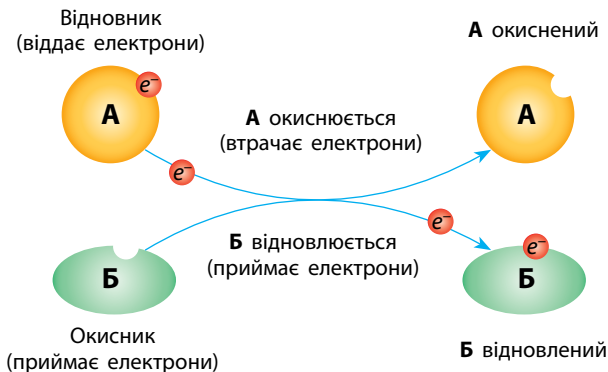 Відновник
(віддає електрони)
А окиснений
e⁻
А
А окиснюється
(втрачає електрони)
А
e⁻
e⁻
Б відновлюється
(приймає електрони)
e⁻
Б
Б
Окисник
(приймає електрони)
Б відновлений